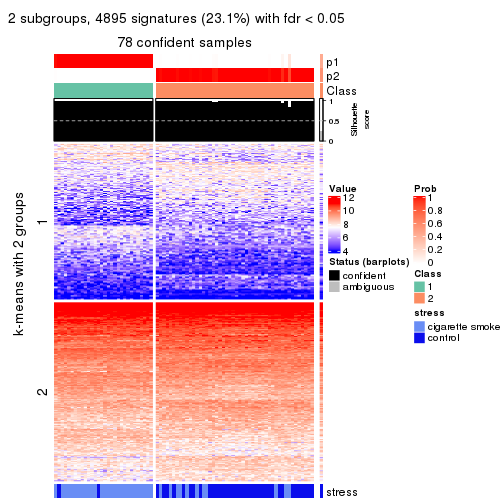 2 subgroups, 4895 signatures (23.1%) with fdr < 0.05
78 confident samples
p1
p2
Class
1
0.5
0
Silhouette
score
k-means with 2 groups
1
2
stress
Value
12
10
8
6
4
Status (barplots)
confident
ambiguous
Prob
1
0.8
0.6
0.4
0.2
0
Class
1
2
stress
cigarette smoke
control